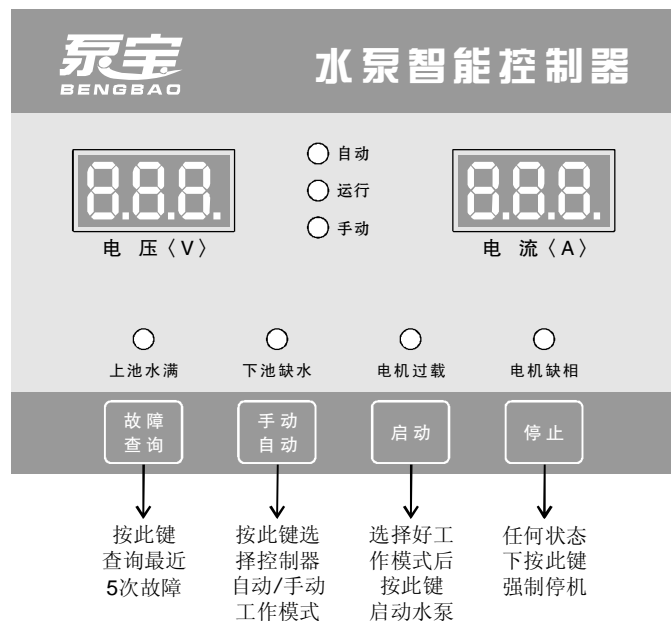 泵宝
BENGBAO
水泵智能控制器
8.8.8.
8.8.8.
自动
运行
手动
电 压〈V〉
电 流〈A〉
上池水满
下池缺水
电机过载
电机缺相
故障
查询
手动
自动
启动
停止
按此键
查询最近
5次故障
按此键选
择控制器
自动/手动
工作模式
选择好工
作模式后
按此键
启动水泵
任何状态
下按此键
强制停机